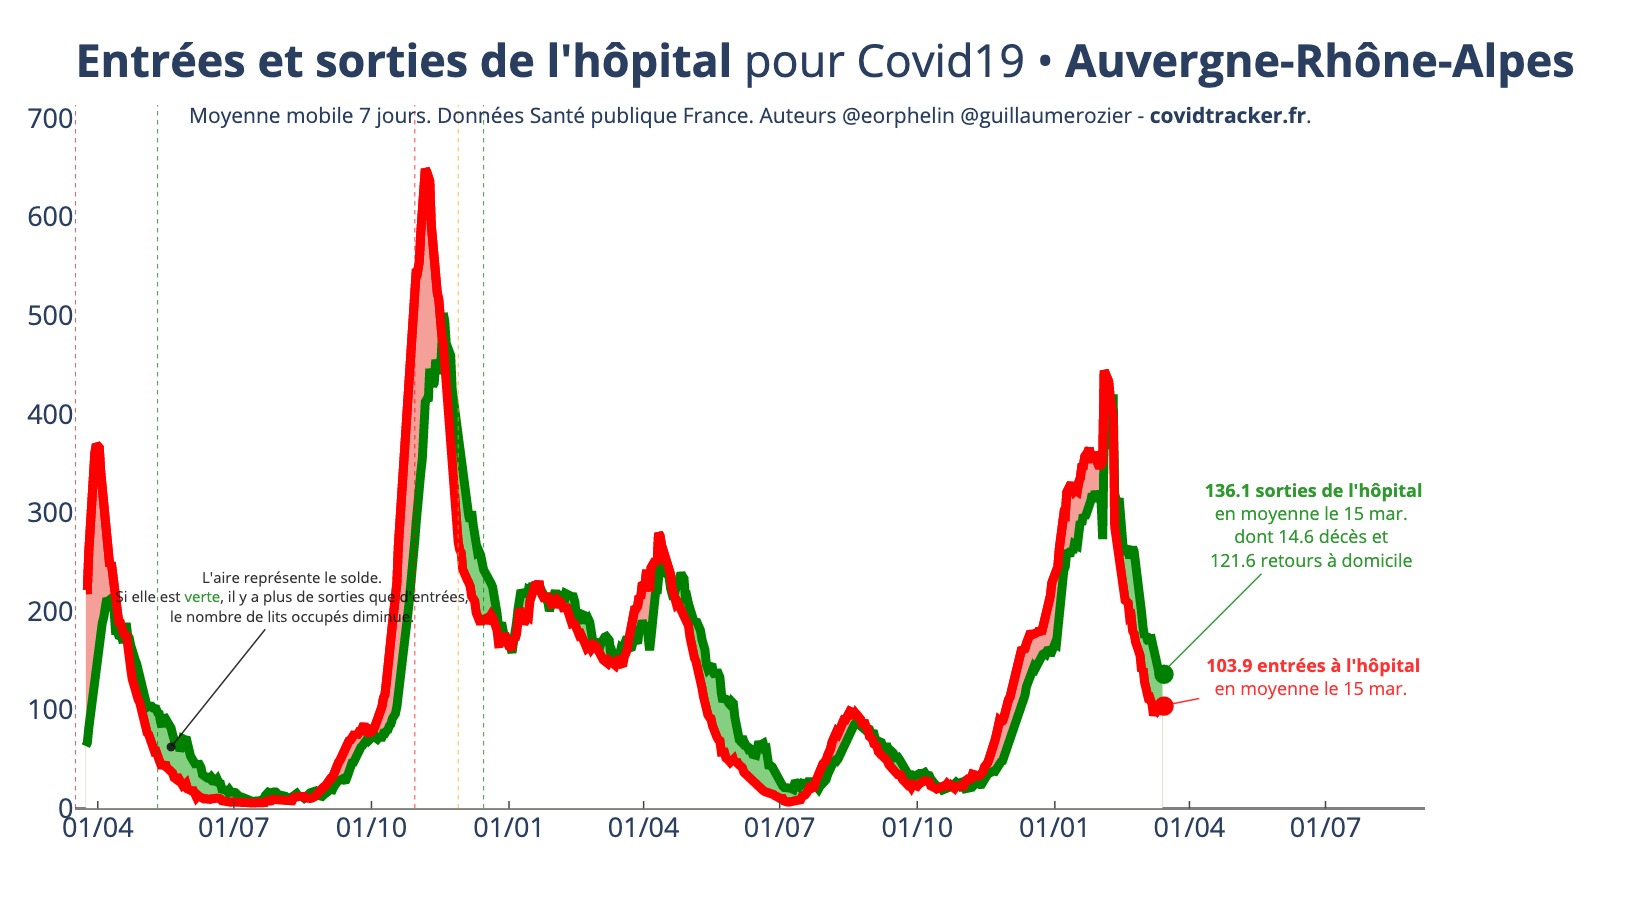 Entrées et sorties de l'hôpital pour Covid19 • Auvergne-Rhône-Alpes
Moyenne mobile 7 jours. Données Santé publique France. Auteurs @eorphelin @guillaumerozier - covidtracker.fr.
700
600
500
400
300
200
100
0
136.1 sorties de l'hôpital
en moyenne le 15 mar.
dont 14.6 décès et
121.6 retours à domicile
L'aire représente le solde.
Si elle est verte, il y a plus de sorties que d'entrées,
le nombre de lits occupés diminue.
103.9 entrées à l'hôpital
en moyenne le 15 mar.
01/04 01/07 01/10 01/01 01/04 01/07 01/10 01/01 01/04 01/07